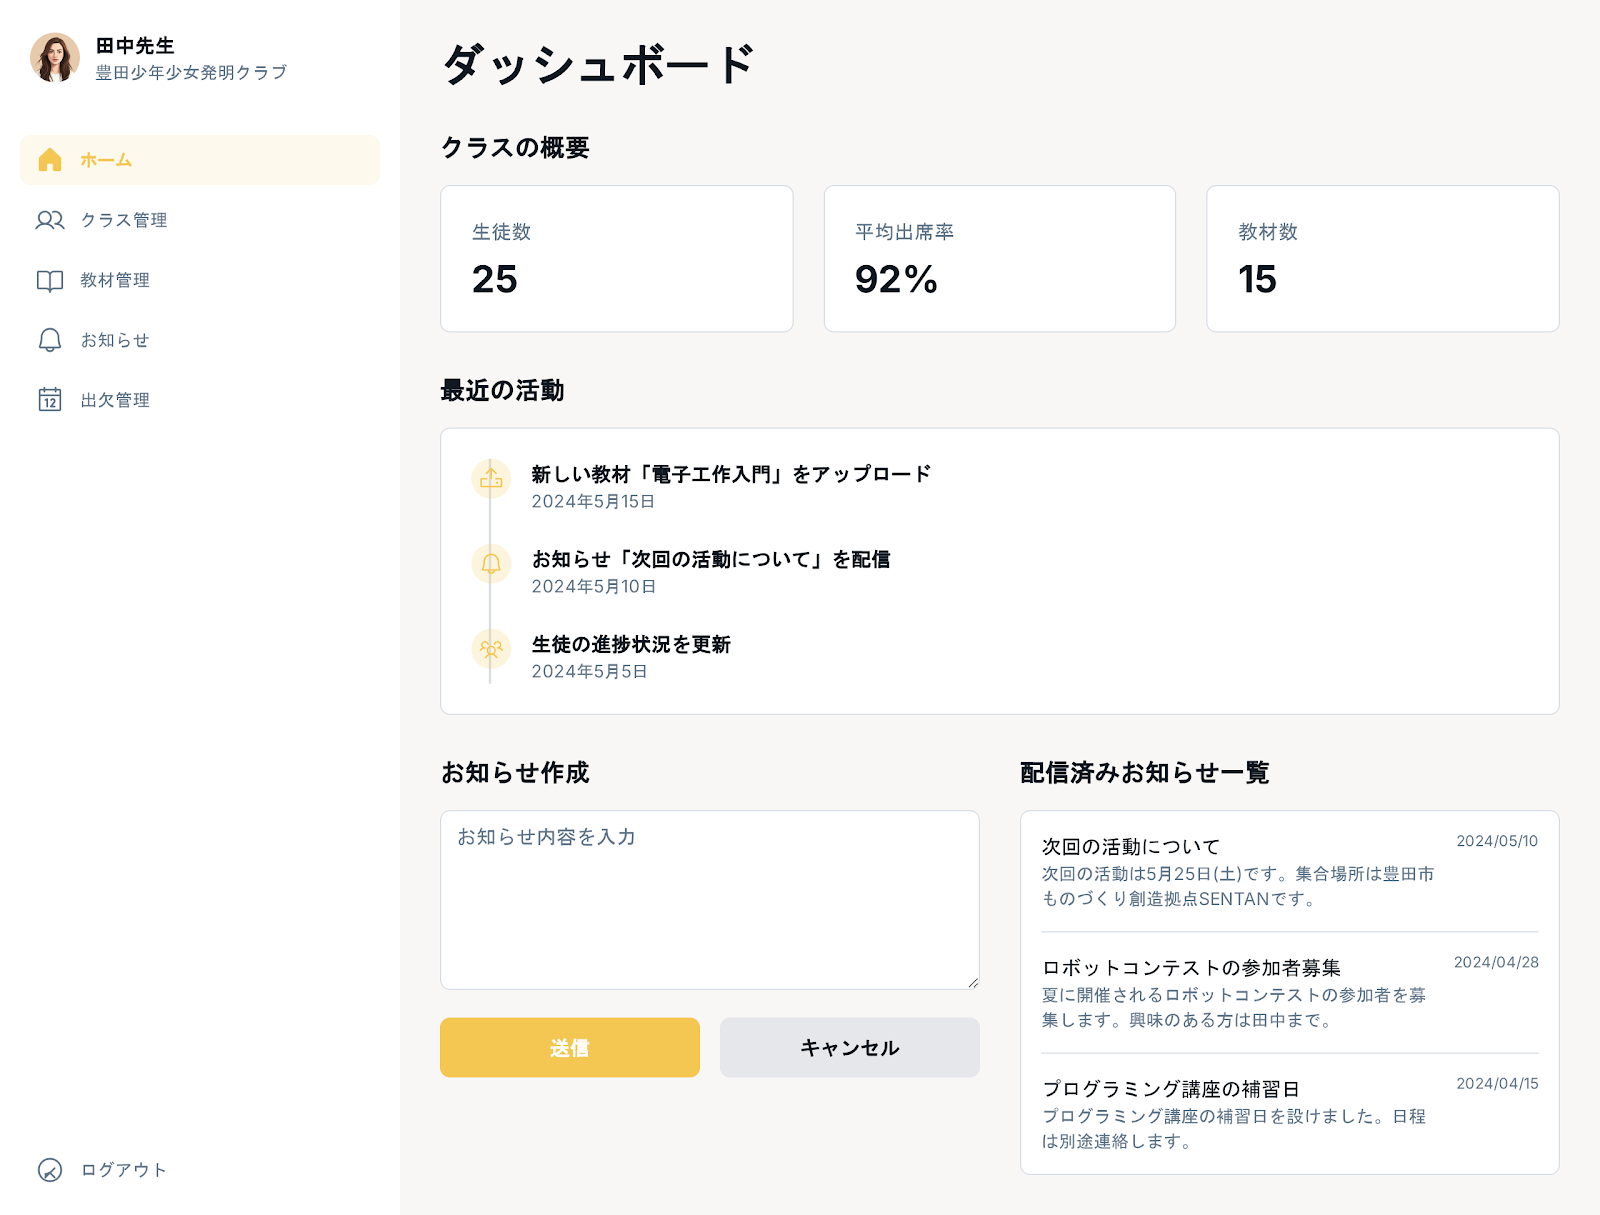 田中先生
豊田少年少女発明クラブ
ホーム
クラス管理
教材管理
お知らせ
12
出欠管理
ログアウト
ダッシュボード
クラスの概要
生徒数
25
平均出席率
92%
教材数
15
最近の活動
新しい教材「電子工作入門」をアップロード
2024年5月15日
お知らせ「次回の活動について」を配信
2024年5月10日
生徒の進捗状況を更新
2024年5月5日
お知らせ作成
お知らせ内容を入力
送信
キャンセル
配信済みお知らせ一覧
次回の活動について
2024/05/10
次回の活動は5月25日(土)です。集合場所は豊田市
ものづくり創造拠点SENTANです。
ロボットコンテストの参加者募集
2024/04/28
夏に開催されるロボットコンテストの参加者を募
集します。興味のある方は田中まで。
プログラミング講座の補習日
2024/04/15
プログラミング講座の補習日を設けました。日程
は別途連絡します。